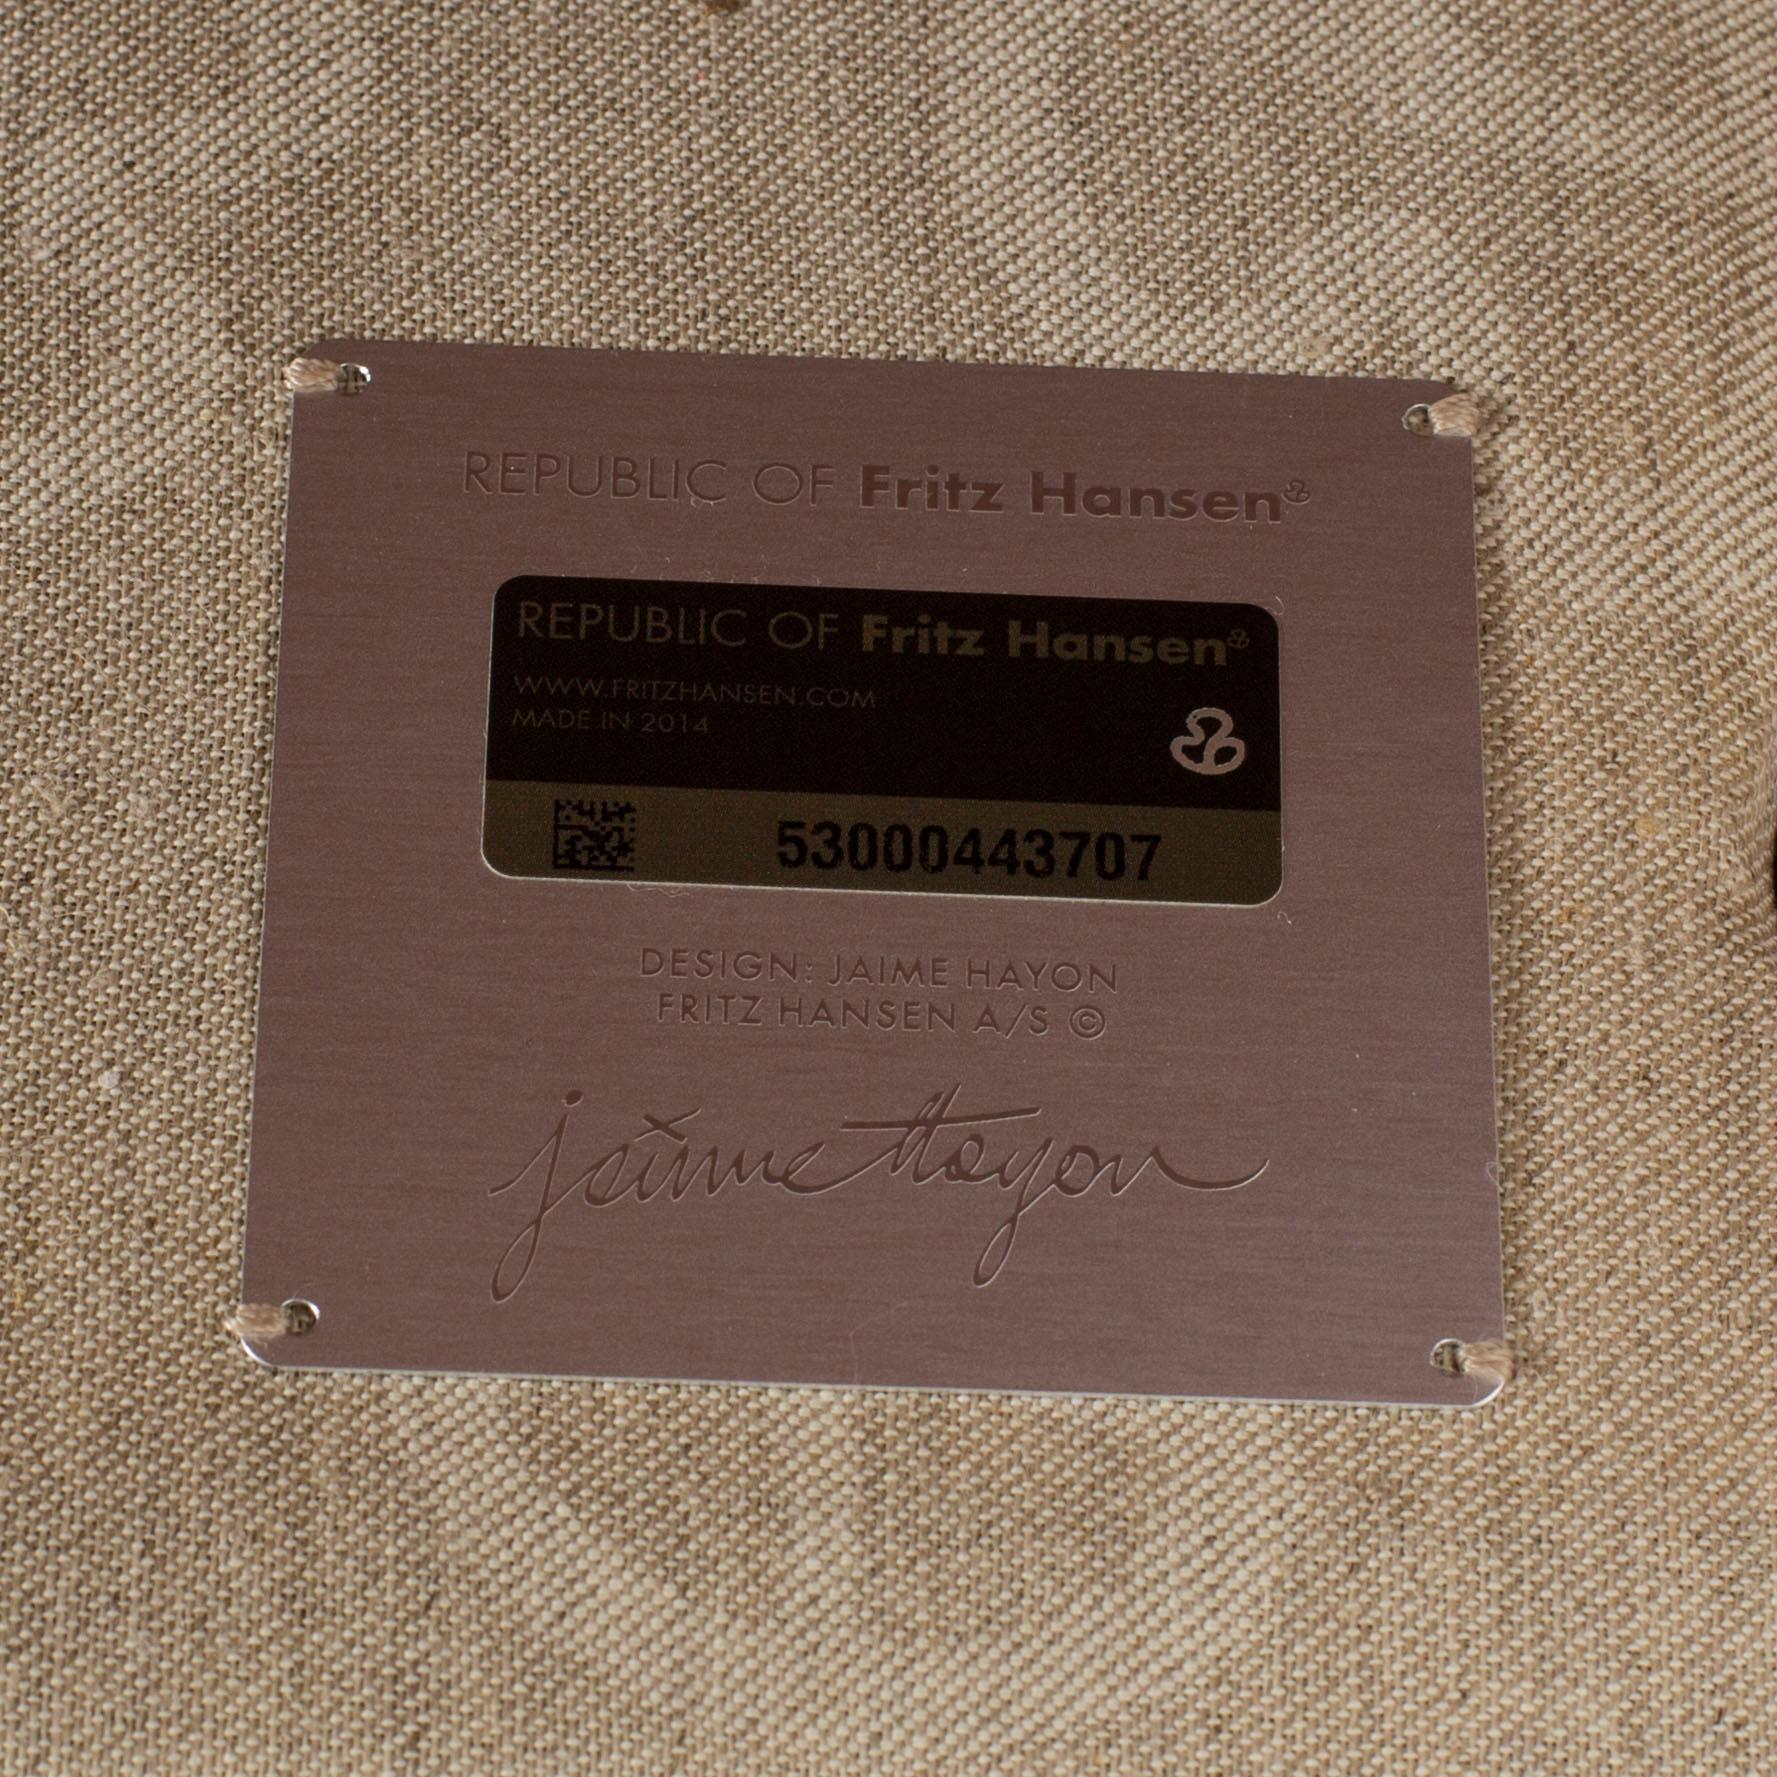 REPUBLIC OF Fritz Hansen
REPUBLIC OF Fritz Hansen
WWW.FRITZHANSEN.COM
MADE IN 2014
53000443707
DESIGN: JAIME HAYON
FRITZ HANSEN A/S ©
jaime Hayon